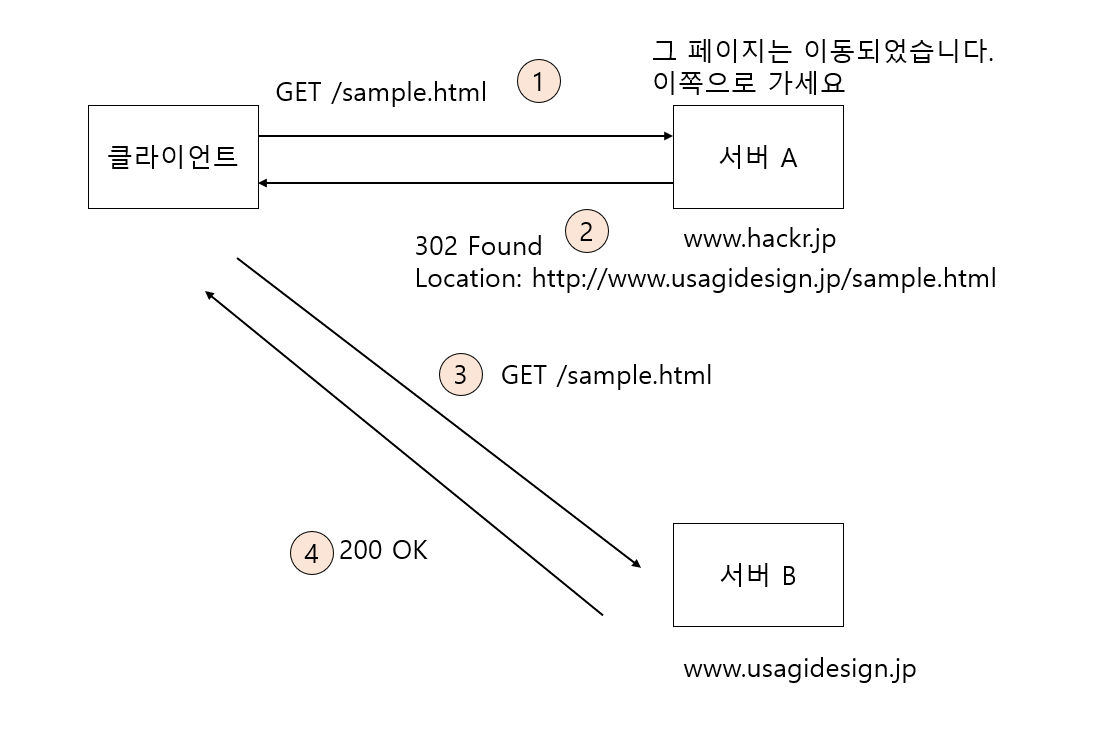 그 페이지는 이동되었습니다.
이쪽으로 가세요
GET /sample.html
1
클라이언트
서버 A
2
www.hackr.jp
302 Found
Location: http://www.usagidesign.jp/sample.html
3
GET /sample.html
4
200 OK
서버 B
www.usagidesign.jp